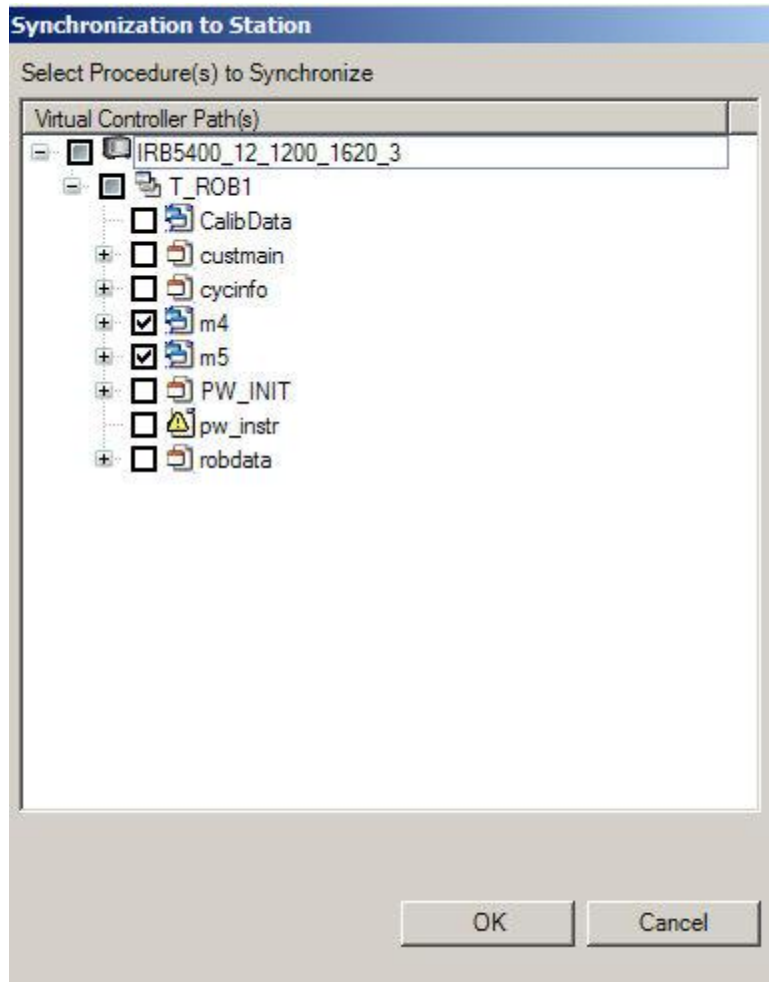 Synchronization to Station
Select Procedure(s) to Synchronize
Virtual Controller Path(s)
IRB5400_12_1200_1620_3
T_ROB1
CalibData
custmain
cycinfo
m4
m5
PW_INIT
pw_instr
robdata
OK Cancel